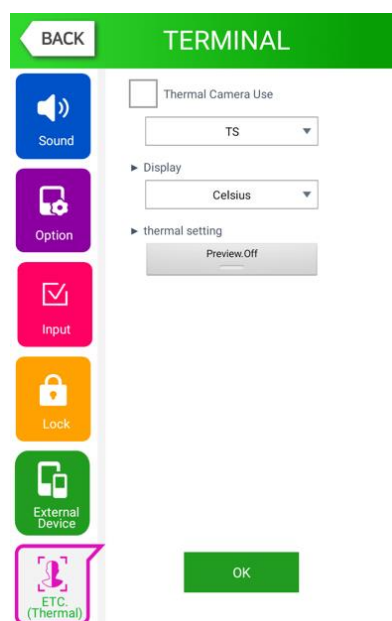 BACK
TERMINAL
Sound
Option
Input
Lock
External
Device
ETC.
(Thermal)
Thermal Camera Use
TS
► Display
Celsius
► thermal setting
Preview.Off
OK